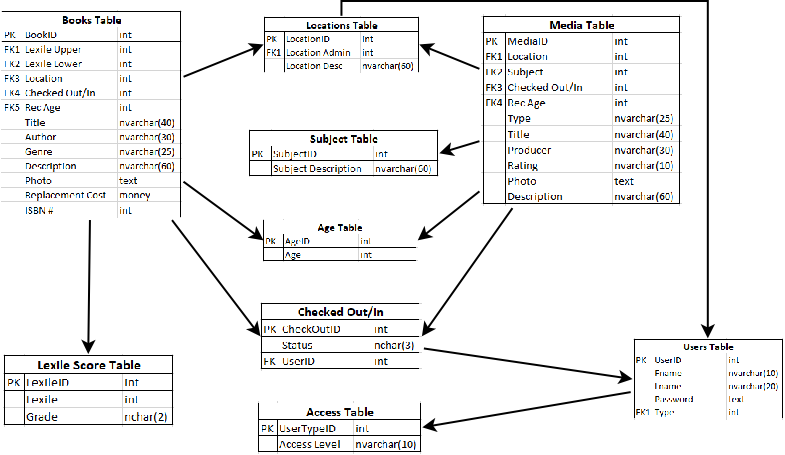 Books Table
PK BookID int
FK1 Lexile Upper int
FK2 Lexile Lower int
FK3 Location int
FK4 Checked Out/In int
FK5 Rec Age int
Title nvarchar(40)
Author nvarchar(30)
Genre nvarchar(25)
Description nvarchar(60)
Photo text
Replacement Cost money
ISBN # int
Locations Table
PK LocationID int
FK1 Location Admin int
Location Desc nvarchar(60)
Media Table
PK MediaID int
FK1 Location int
FK2 Subject int
FK3 Checked Out/In int
FK4 Rec Age int
Type nvarchar(25)
Title nvarchar(40)
Producer nvarchar(30)
Rating nvarchar(10)
Photo text
Description nvarchar(60)
Subject Table
PK SubjectID int
Subject Description nvarchar(60)
Age Table
PK AgeID int
Age int
Checked Out/In
PK CheckOutID int
Status nchar(3)
FK UserID int
Lexile Score Table
PK LexileID int
Lexile int
Grade nchar(2)
Access Table
PK UserTypeID int
Access Level nvarchar(10)
Users Table
PK UserID int
Fname nvarchar(10)
Lname nvarchar(20)
Password text
FK1 Type int